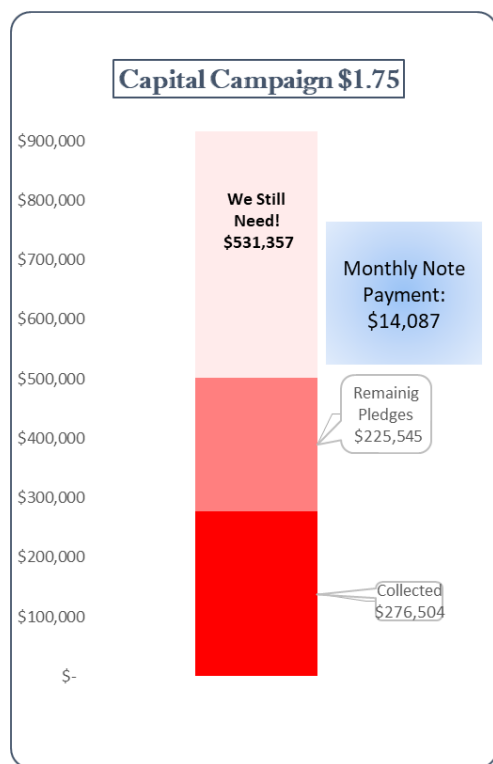 Capital Campaign $1.75
$900,000
$800,000
We Still
Need!
$531,357
$700,000
Monthly Note
Payment:
$14,087
$600,000
$500,000
Remainig
Pledges
$225,545
$400,000
$300,000
$200,000
Collected
$276,504
$100,000
$-